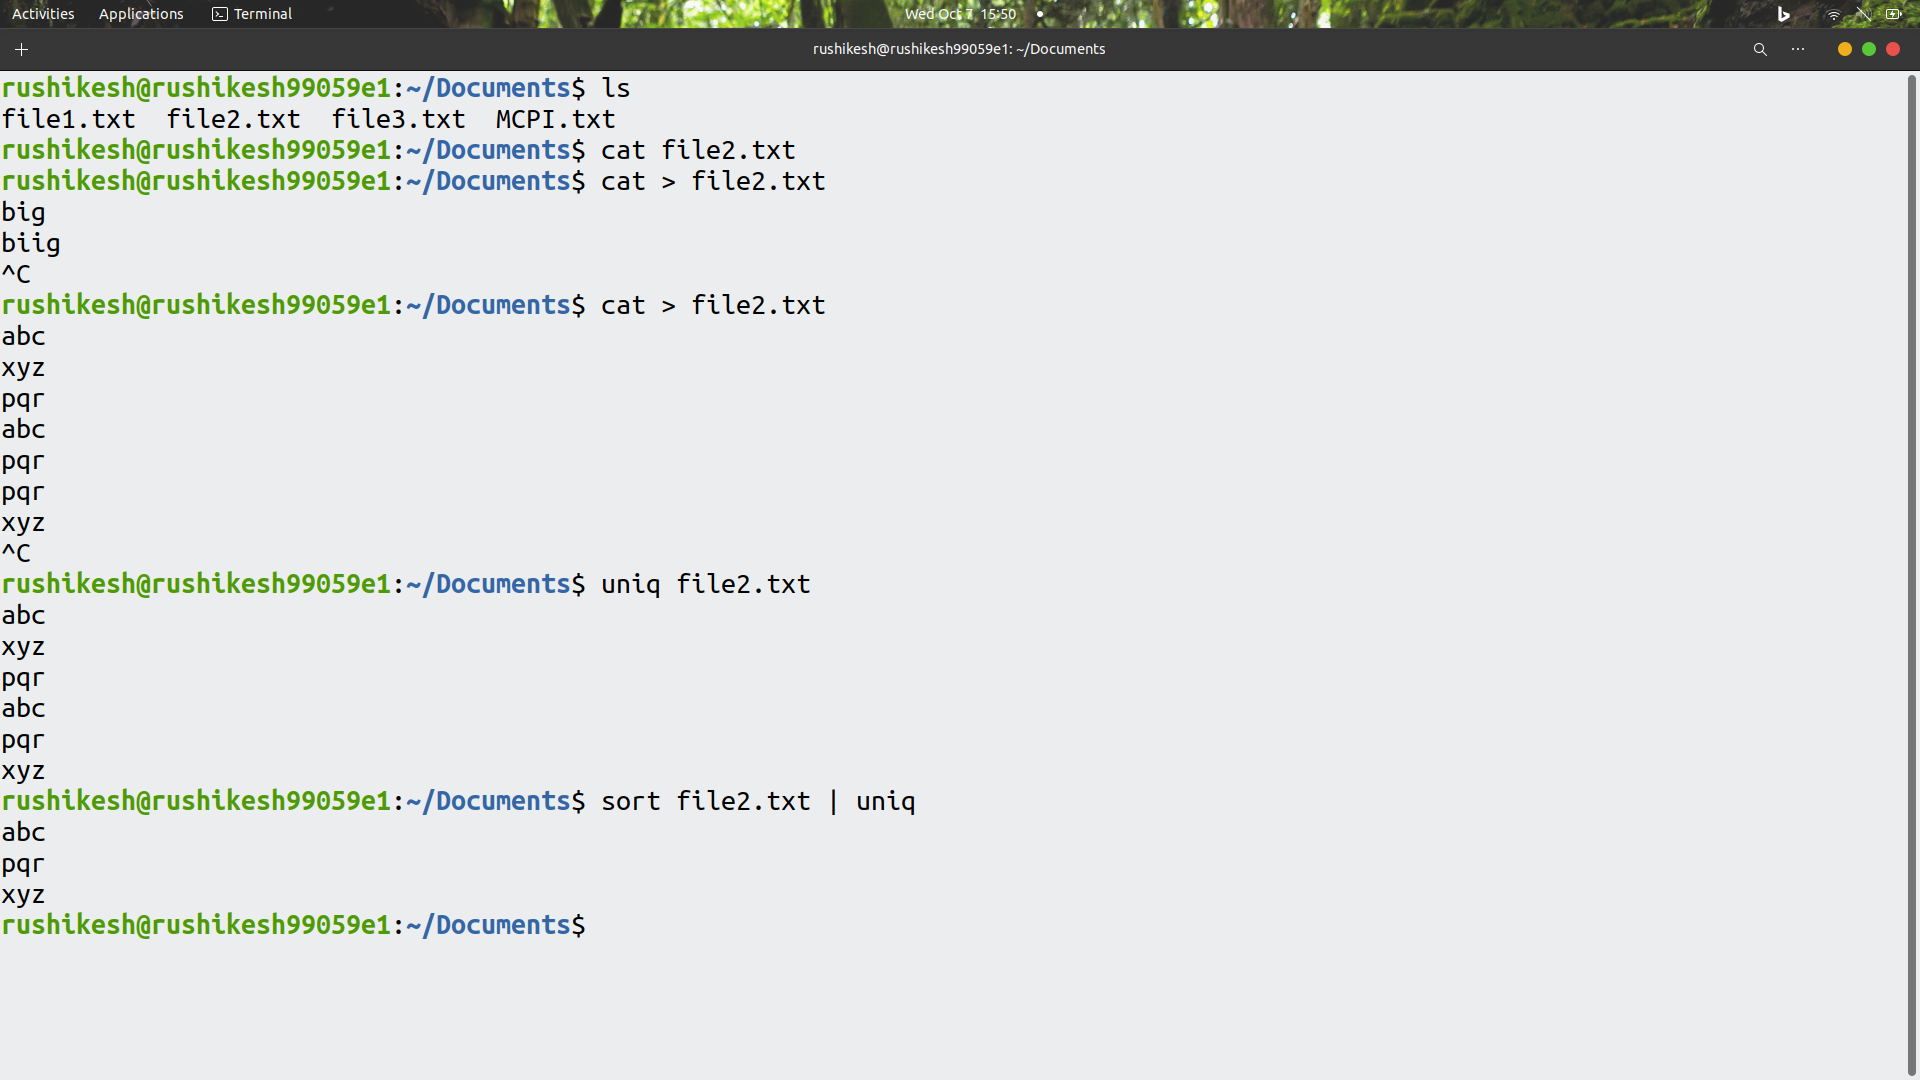 Activities Applications Terminal Wed Oct 7 15:50
rushikesh@rushikesh99059e1: ~/Documents
rushikesh@rushikesh99059e1:~/Documents$ ls
file1.txt file2.txt file3.txt MCPI.txt
rushikesh@rushikesh99059e1:~/Documents$ cat file2.txt
rushikesh@rushikesh99059e1:~/Documents$ cat > file2.txt
big
biig
^C
rushikesh@rushikesh99059e1:~/Documents$ cat > file2.txt
abc
xyz
pqr
abc
pqr
pqr
xyz
^C
rushikesh@rushikesh99059e1:~/Documents$ uniq file2.txt
abc
xyz
pqr
abc
pqr
xyz
rushikesh@rushikesh99059e1:~/Documents$ sort file2.txt | uniq
abc
pqr
xyz
rushikesh@rushikesh99059e1:~/Documents$